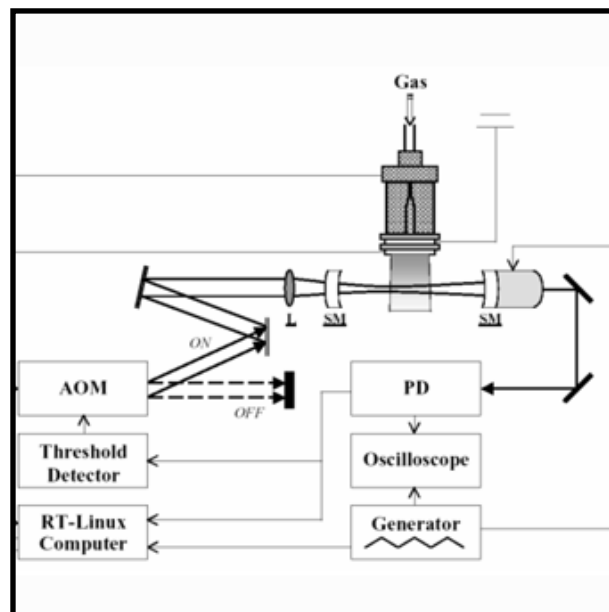 Gas
L
SM
SM
ON
OFF
AOM
PD
Threshold
Detector
Oscilloscope
RT-Linux
Computer
Generator